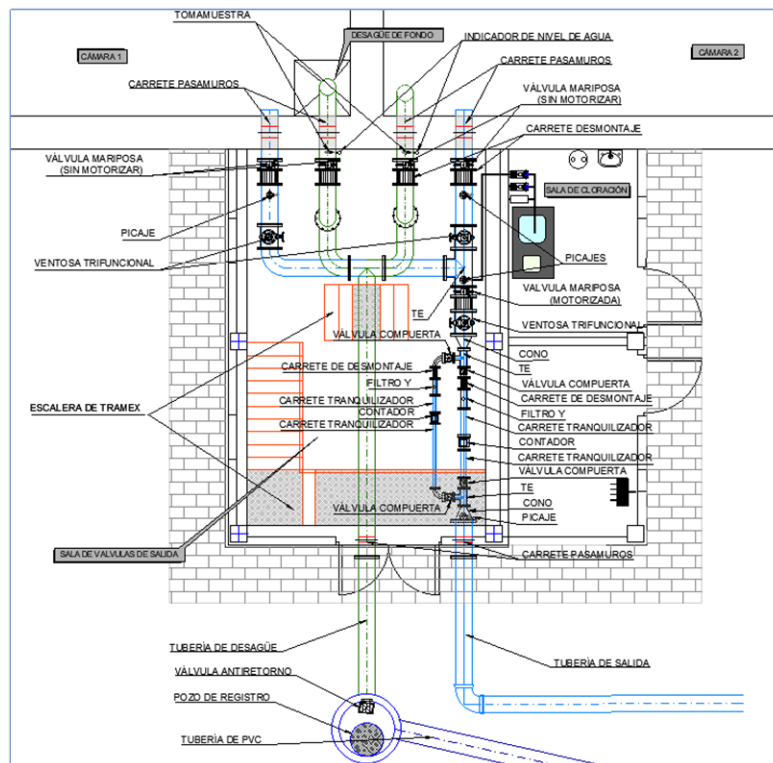 TOMAMUESTRA
DESAGÜE DE FONDO
INDICADOR DE NIVEL DE AGUA
CÁMARA 1
CÁMARA 2
CARRETE PASAMUROS
CARRETE PASAMUROS
VÁLVULA MARIPOSA
(SIN MOTORIZAR)
CARRETE DESMONTAJE
VÁLVULA MARIPOSA
(SIN MOTORIZAR)
SALA DE CLORACIÓN
PICAJE
VENTOSA TRIFUNCIONAL
PICAJES
VALVULA MARIPOSA
(MOTORIZADA)
TE
VENTOSA TRIFUNCIONAL
VÁLVULA COMPUERTA
CONO
TE
CARRETE DE DESMONTAJE
FILTRO Y
CARRETE TRANQUILIZADOR
CONTADOR
CARRETE TRANQUILIZADOR
VÁLVULA COMPUERTA
CARRETE DE DESMONTAJE
FILTRO Y
CARRETE TRANQUILIZADOR
CONTADOR
CARRETE TRANQUILIZADOR
VÁLVULA COMPUERTA
ESCALERA DE TRAMEX
TE
VÁLVULA COMPUERTA
CONO
PICAJE
SALA DE VALVULAS DE SALIDA
CARRETE PASAMUROS
TUBERÍA DE DESAGÜE
TUBERÍA DE SALIDA
VÀLVULA ANTIRETORNO
POZO DE REGISTRO
TUBERÍA DE PVC